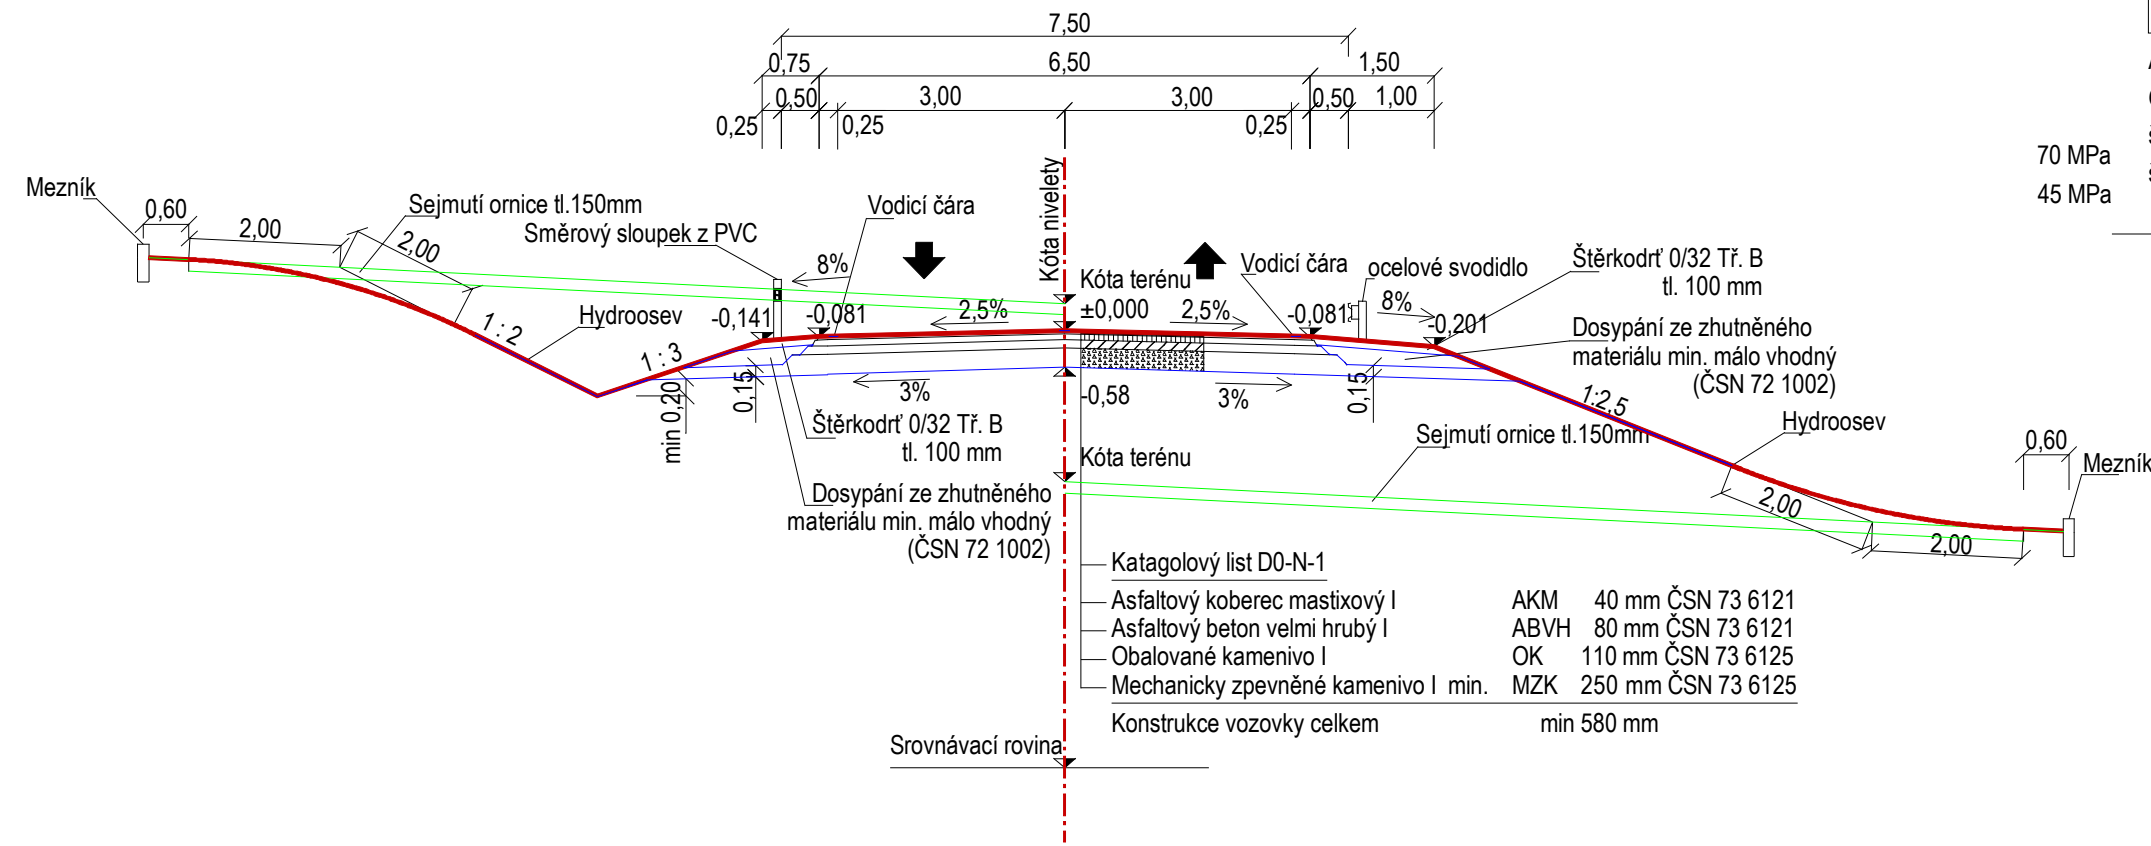 7,50
0,75
6,50
1,50
0,50
3,00
3,00
0,50
1,00
0,25
0,25
0,25
70 MPa
45 MPa
Mezník
0,60
2,00
2,00
Sejmutí ornice tl.150mm
Směrový sloupek z PVC
Vodicí čára
8%
Kóta nivelety
Kóta terénu
±0,000
Vodicí čára
ocelové svodidlo
8%
Štěrkodrť 0/32 Tř. B
tl. 100 mm
-0,141
-0,081
2,5%
2,5%
-0,081
-0,201
Hydroosev
1 : 2
1 : 3
Dosypání ze zhutněného
materiálu min. málo vhodný
(ČSN 72 1002)
min 0,20
0,15
3%
-0,58
3%
0,15
1:2,5
Štěrkodrť 0/32 Tř. B
tl. 100 mm
Sejmutí ornice tl.150mm
Hydroosev
0,60
Mezník
Kóta terénu
Dosypání ze zhutněného
materiálu min. málo vhodný
(ČSN 72 1002)
2,00
2,00
Katagolový list D0-N-1
Asfaltový koberec mastixový I AKM 40 mm ČSN 73 6121
Asfaltový beton velmi hrubý I ABVH 80 mm ČSN 73 6121
Obalované kamenivo I OK 110 mm ČSN 73 6125
Mechanicky zpevněné kamenivo I min. MZK 250 mm ČSN 73 6125
Konstrukce vozovky celkem min 580 mm
Srovnávací rovina